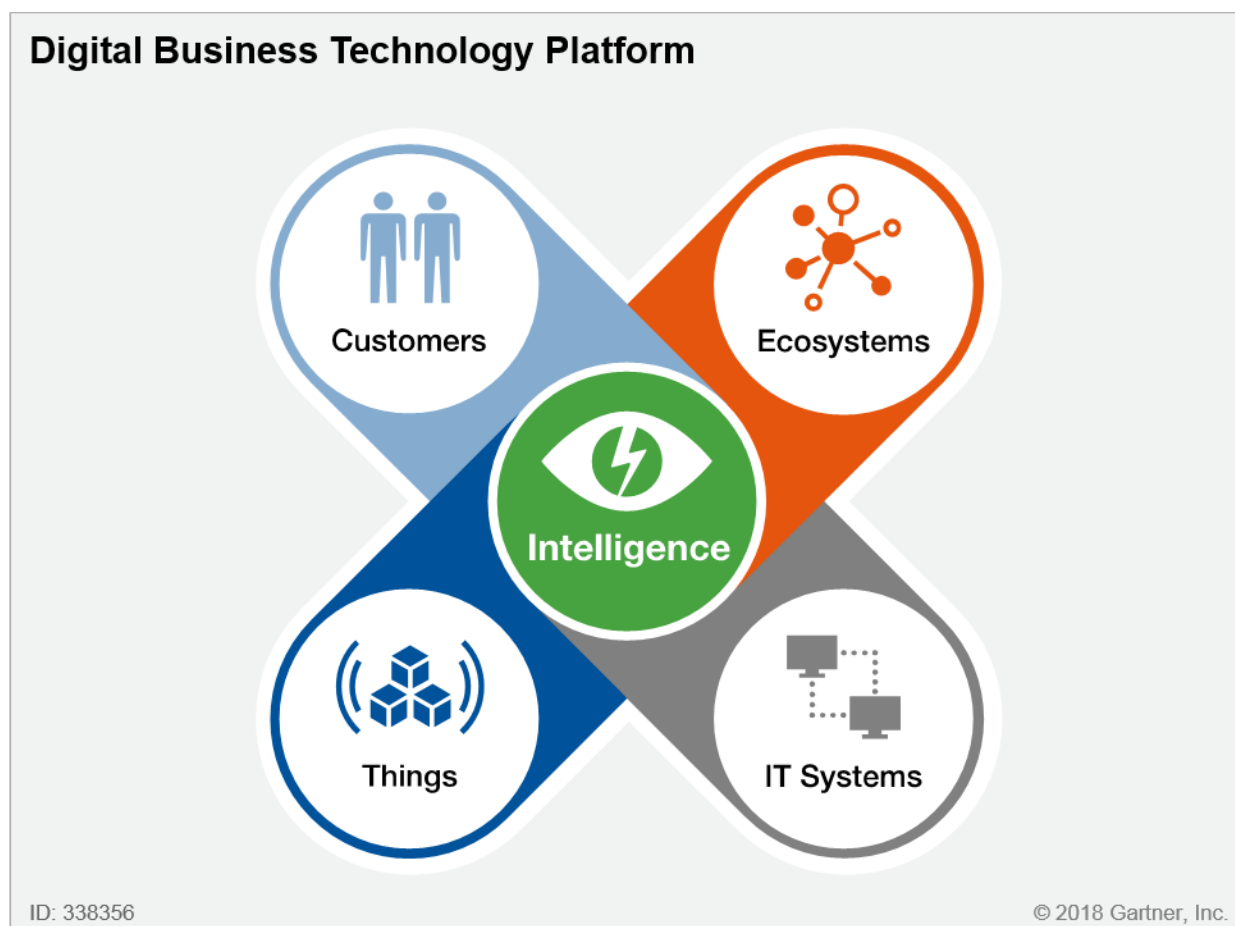 Digital Business Technology Platform
Customers
Ecosystems
Intelligence
Things
IT Systems
ID: 338356
© 2018 Gartner, Inc.